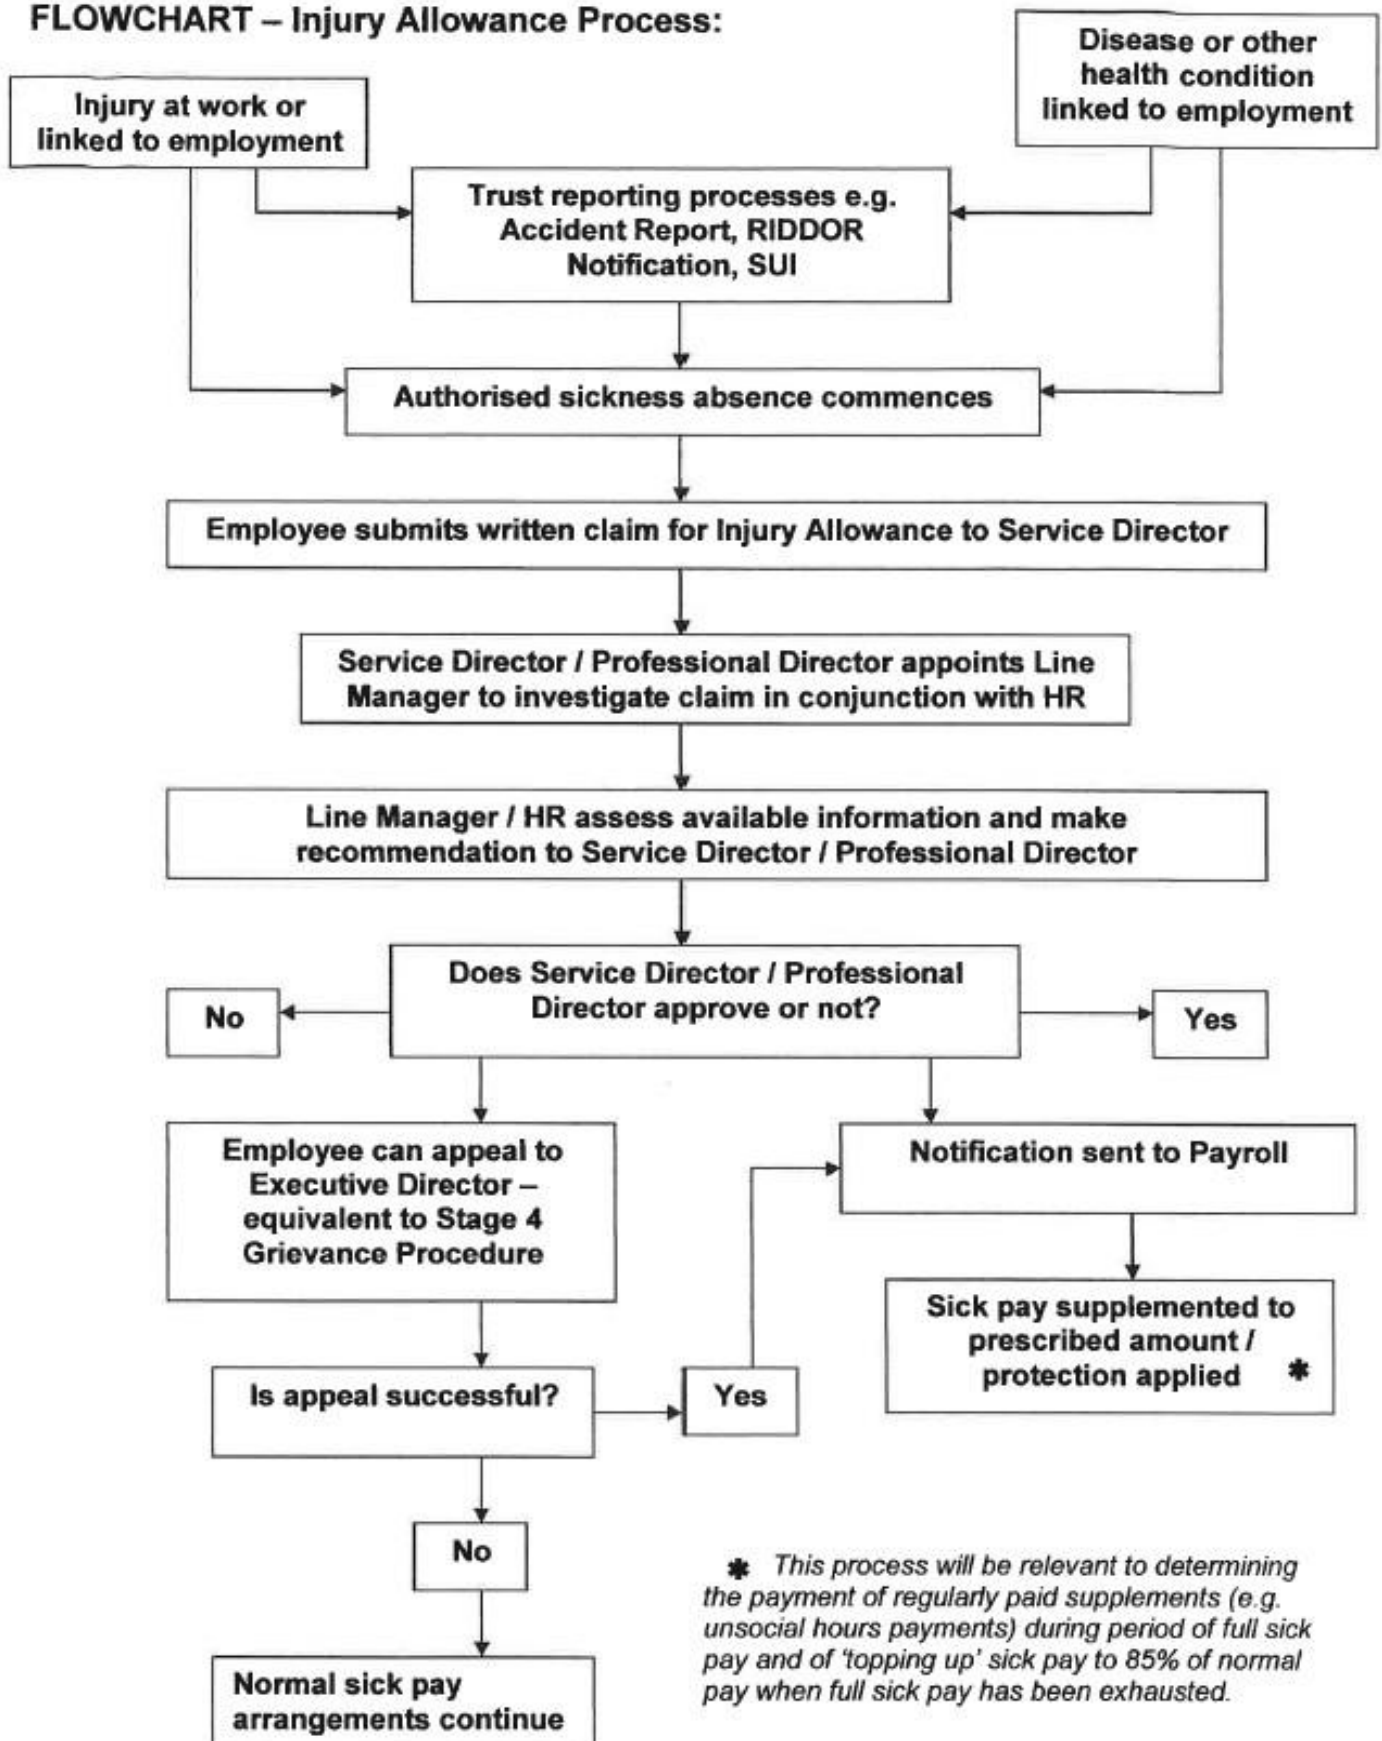 FLOWCHART – Injury Allowance Process:
Disease or other
health condition
linked to employment
Injury at work or
linked to employment
Trust reporting processes e.g.
Accident Report, RIDDOR
Notification, SUI
Authorised sickness absence commences
Employee submits written claim for Injury Allowance to Service Director
Service Director / Professional Director appoints Line
Manager to investigate claim in conjunction with HR
Line Manager / HR assess available information and make
recommendation to Service Director / Professional Director
Does Service Director / Professional
Director approve or not?
No
Yes
Employee can appeal to
Executive Director –
equivalent to Stage 4
Grievance Procedure
Notification sent to Payroll
Sick pay supplemented to
prescribed amount /
protection applied *
Is appeal successful?
Yes
No
Normal sick pay
arrangements continue
* This process will be relevant to determining
the payment of regularly paid supplements (e.g.
unsocial hours payments) during period of full sick
pay and of 'topping up' sick pay to 85% of normal
pay when full sick pay has been exhausted.